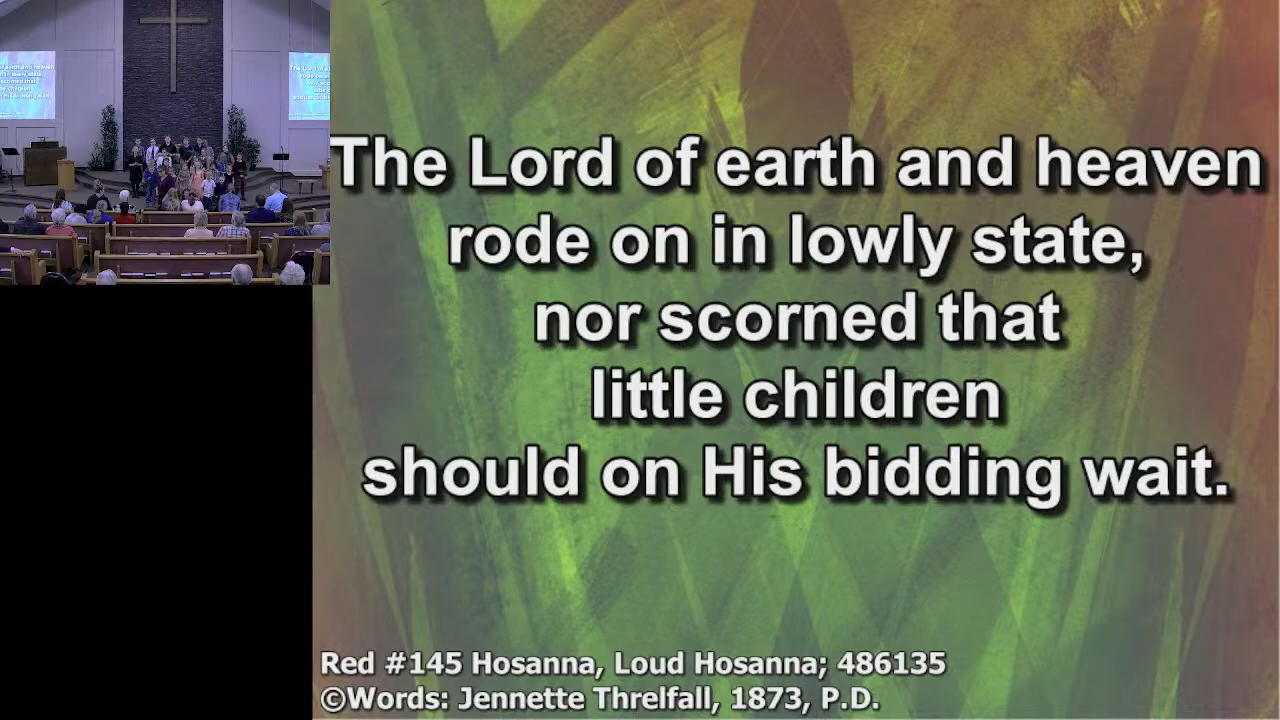 The Lord of earth and heaven
rode on in lowly state,
nor scorned that
little children
should on His bidding wait.
Red #145 Hosanna, Loud Hosanna; 486135
©Words: Jennette Threlfall, 1873, P.D.